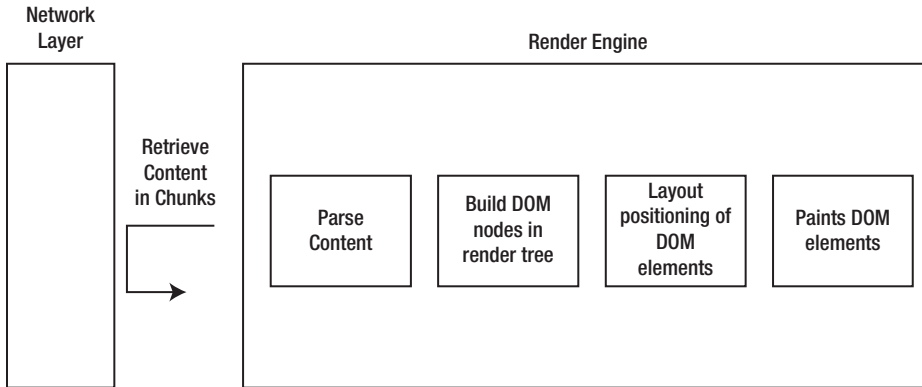 Network
Layer
Render Engine
Retrieve
Content
in Chunks
Parse
Content
Build DOM
nodes in
render tree
Layout
positioning of
DOM
elements
Paints DOM
elements